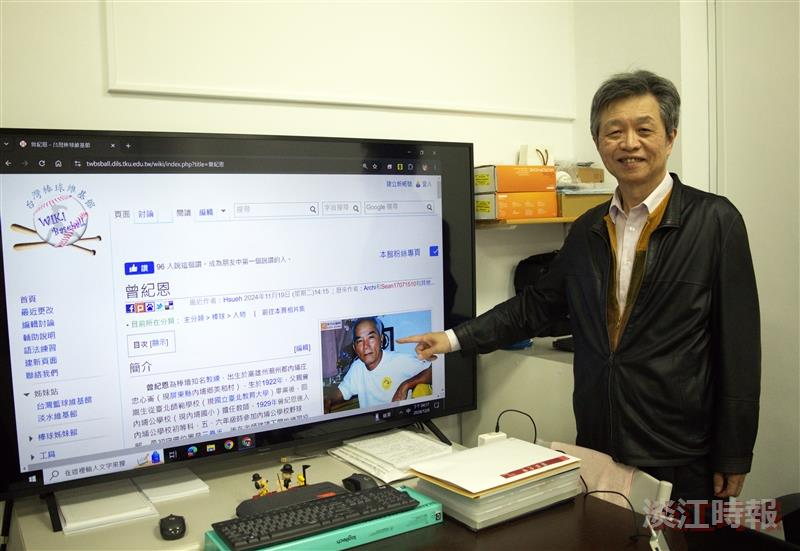 曾紀恩 - 台灣棒球維基館
twbsball.dils.tku.edu.tw/wiki/index.php?title=曾紀恩
建立新帳號 登入
台灣棒球維基館
WIKI
Baseball
頁面 討論 閱讀 編輯 搜尋 字首搜尋 Google 搜尋
讚 96 人說這個讚。成為朋友中第一個說讚的人。
本館粉絲專頁
曾紀恩
最近作者：Hsueh 2024年11月19日 (星期二)14:15；歷來作者：Archi和Sean17071510和其他...
目前所在分類： 主分類 > 棒球 > 人物 | 前往本頁相片集
目次 [顯示]
簡介
[編輯]
曾紀恩為棒壇知名教練，出生於高雄州潮州郡內埔庄
忠心崙（現屏東縣內埔鄉美和村）。生於1922年，父親曾
團生從臺北師範學校（現國立臺北教育大學）畢業後，回
內埔公學校（現內埔國小）擔任教師。1929年曾紀恩進入
內埔公學校初等科，五、六年級時參加內埔公學校野球
首頁
最近更改
編輯討論
輔助說明
語法練習
建新頁面
聯絡我們
姊妹站
台灣籃球維基館
淡水維基館
棒球姊妹館
工具
在這裡輸入文字來搜尋
logitech
淡江時報